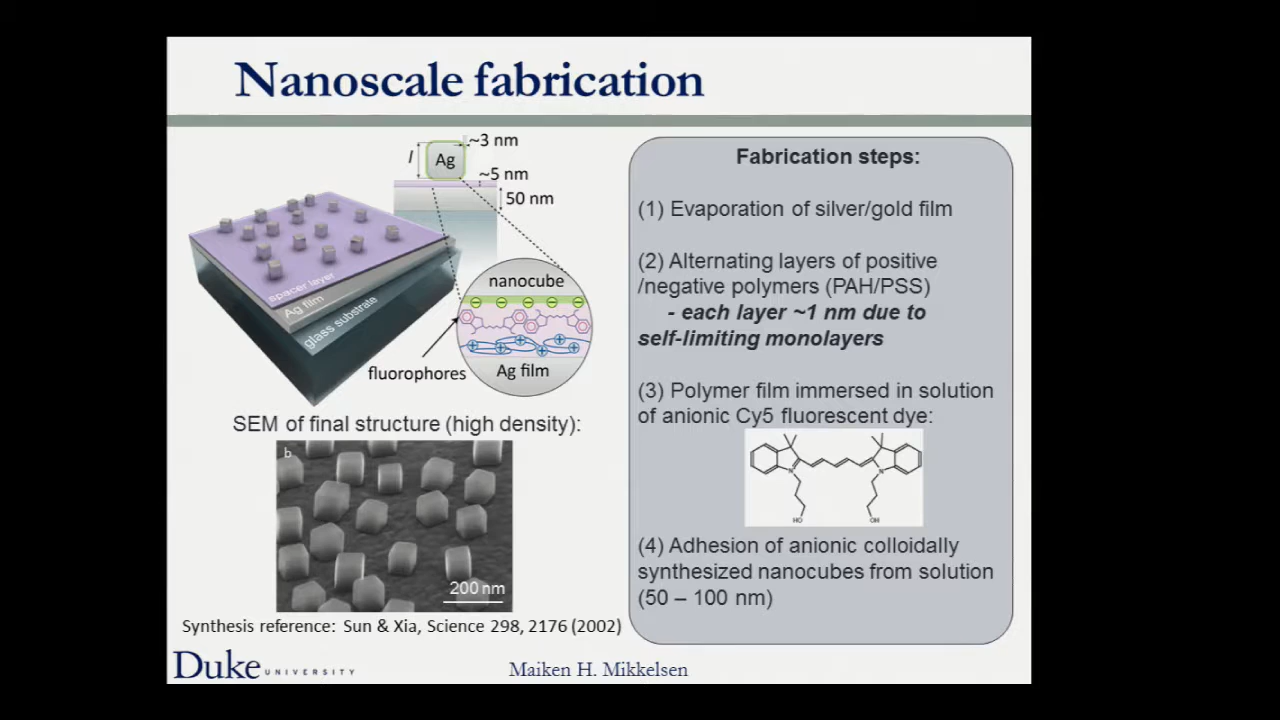 Nanoscale fabrication
~3 nm
l
Ag
~5 nm
50 nm
spacer layer
Ag film
glass substrate
nanocube
fluorophores
Ag film
SEM of final structure (high density):
b
200 nm
Synthesis reference: Sun & Xia, Science 298, 2176 (2002)
Fabrication steps:
(1) Evaporation of silver/gold film
(2) Alternating layers of positive
/negative polymers (PAH/PSS)
- each layer ~1 nm due to
self-limiting monolayers
(3) Polymer film immersed in solution
of anionic Cy5 fluorescent dye:
N
N
HO
OH
(4) Adhesion of anionic colloidally
synthesized nanocubes from solution
(50 – 100 nm)
Duke UNIVERSITY
Maiken H. Mikkelsen